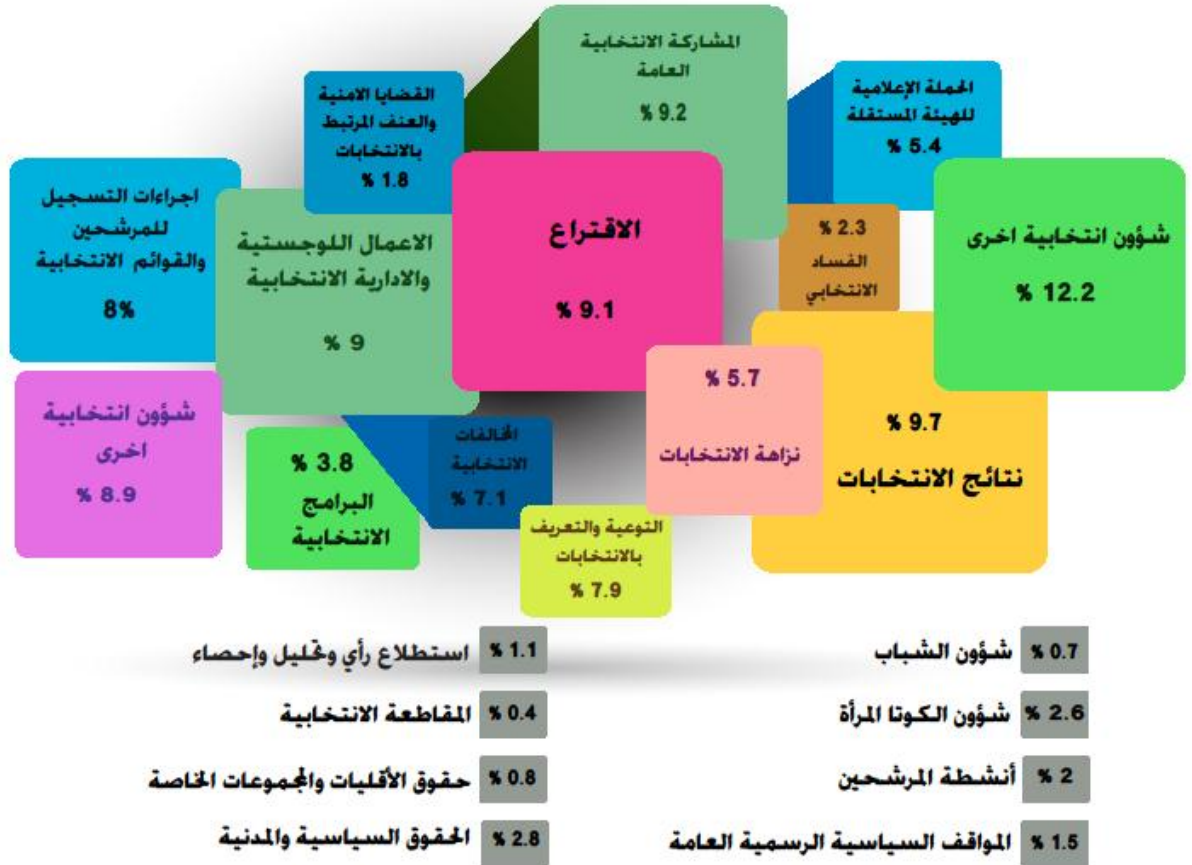 المشاركة الانتخابية
العامة
% 9.2
الحملة الإعلامية
للهيئة المستقلة
% 5.4
القضايا الامنية
والعنف المرتبط
بالانتخابات
% 1.8
شؤون انتخابية اخرى
% 12.2
% 2.3
الفساد
الانتخابي
الاقتراع
% 9.1
الاعمال اللوجستية
والادارية الانتخابية
% 9
اجراءات التسجيل
للمرشحين
والقوائم الانتخابية
8%
% 9.7
نتائج الانتخابات
% 5.7
نزاهة الانتخابات
المخالفات
الانتخابية
% 7.1
% 3.8
البرامج
الانتخابية
شؤون انتخابية
اخرى
% 8.9
التوعية والتعريف
بالانتخابات
% 7.9
% 0.7 شؤون الشباب
% 2.6 شؤون الكوتا المرأة
% 2 أنشطة المرشحين
% 1.5 المواقف السياسية الرسمية العامة
% 1.1 استطلاع رأي وتحليل وإحصاء
% 0.4 المقاطعة الانتخابية
% 0.8 حقوق الأقليات والمجموعات الخاصة
% 2.8 الحقوق السياسية والمدنية